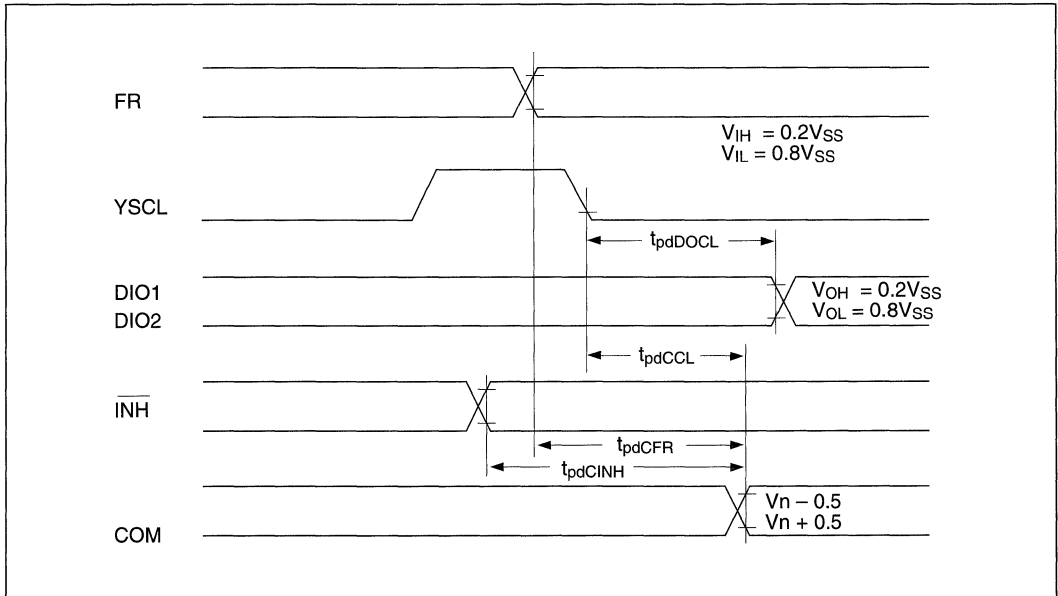 FR
V_IH = 0.2V_SS
V_IL = 0.8V_SS
YSCL
t_pdDOCL
DIO1
DIO2
V_OH = 0.2V_SS
V_OL = 0.8V_SS
t_pdCCL
INH
t_pdCFR
t_pdCINH
Vn – 0.5
Vn + 0.5
COM